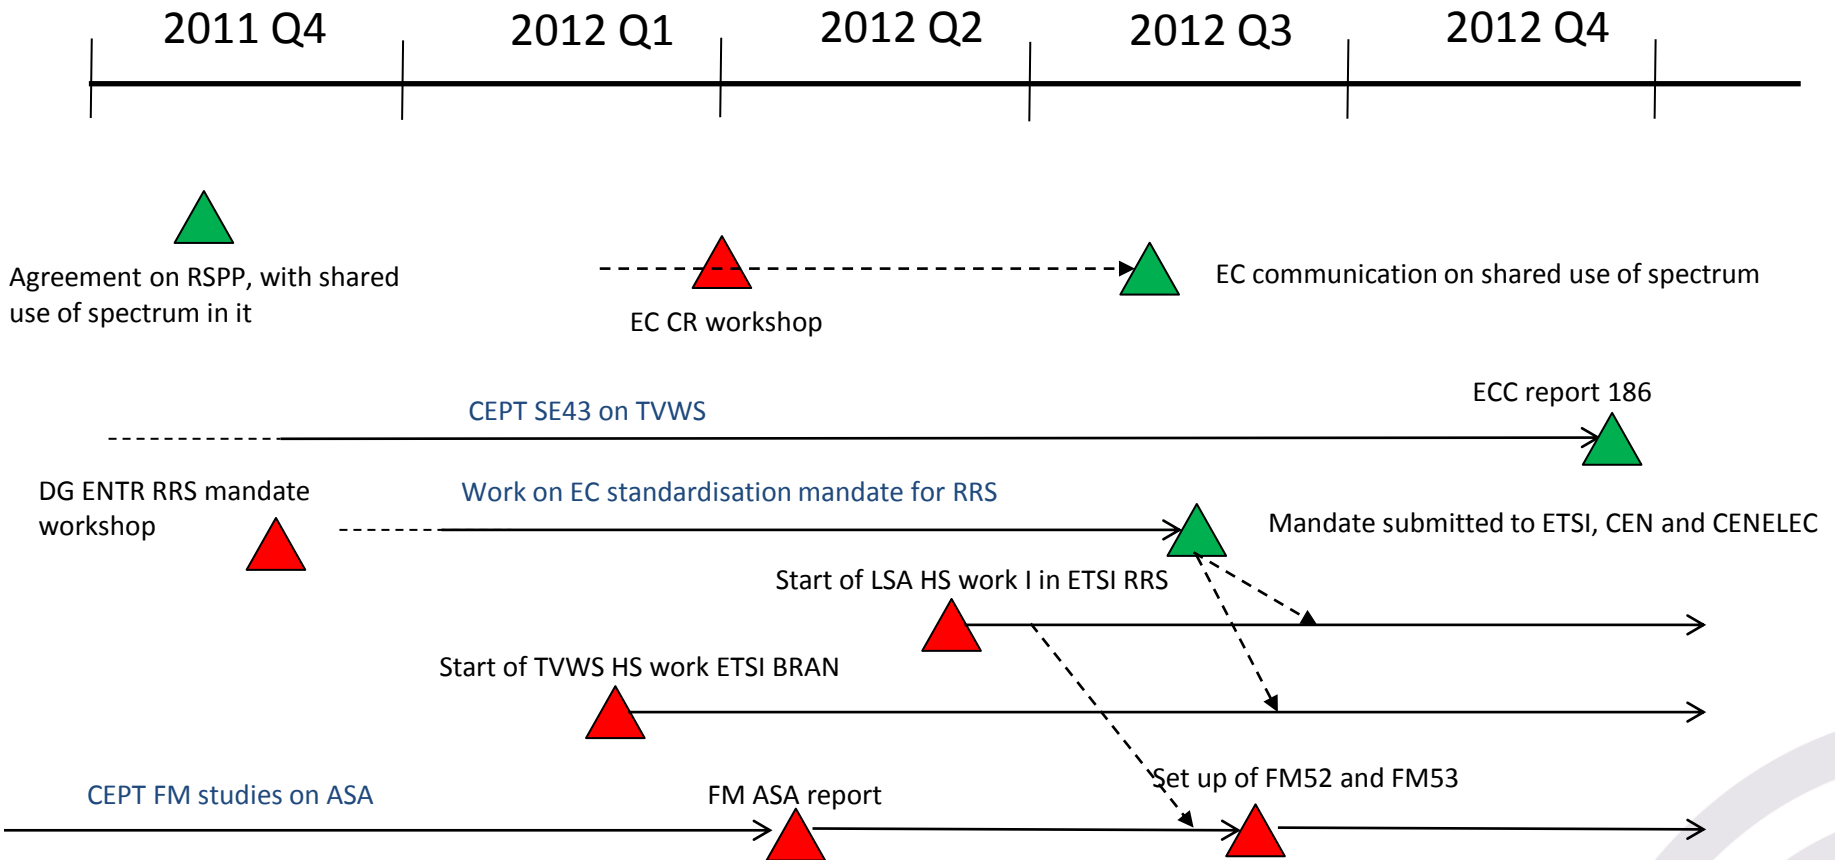 2011 Q4
2012 Q1
2012 Q2
2012 Q3
2012 Q4
Agreement on RSPP, with shared
use of spectrum in it
EC CR workshop
EC communication on shared use of spectrum
ECC report 186
CEPT SE43 on TVWS
DG ENTR RRS mandate
workshop
Work on EC standardisation mandate for RRS
Mandate submitted to ETSI, CEN and CENELEC
Start of LSA HS work I in ETSI RRS
Start of TVWS HS work ETSI BRAN
CEPT FM studies on ASA
FM ASA report
Set up of FM52 and FM53